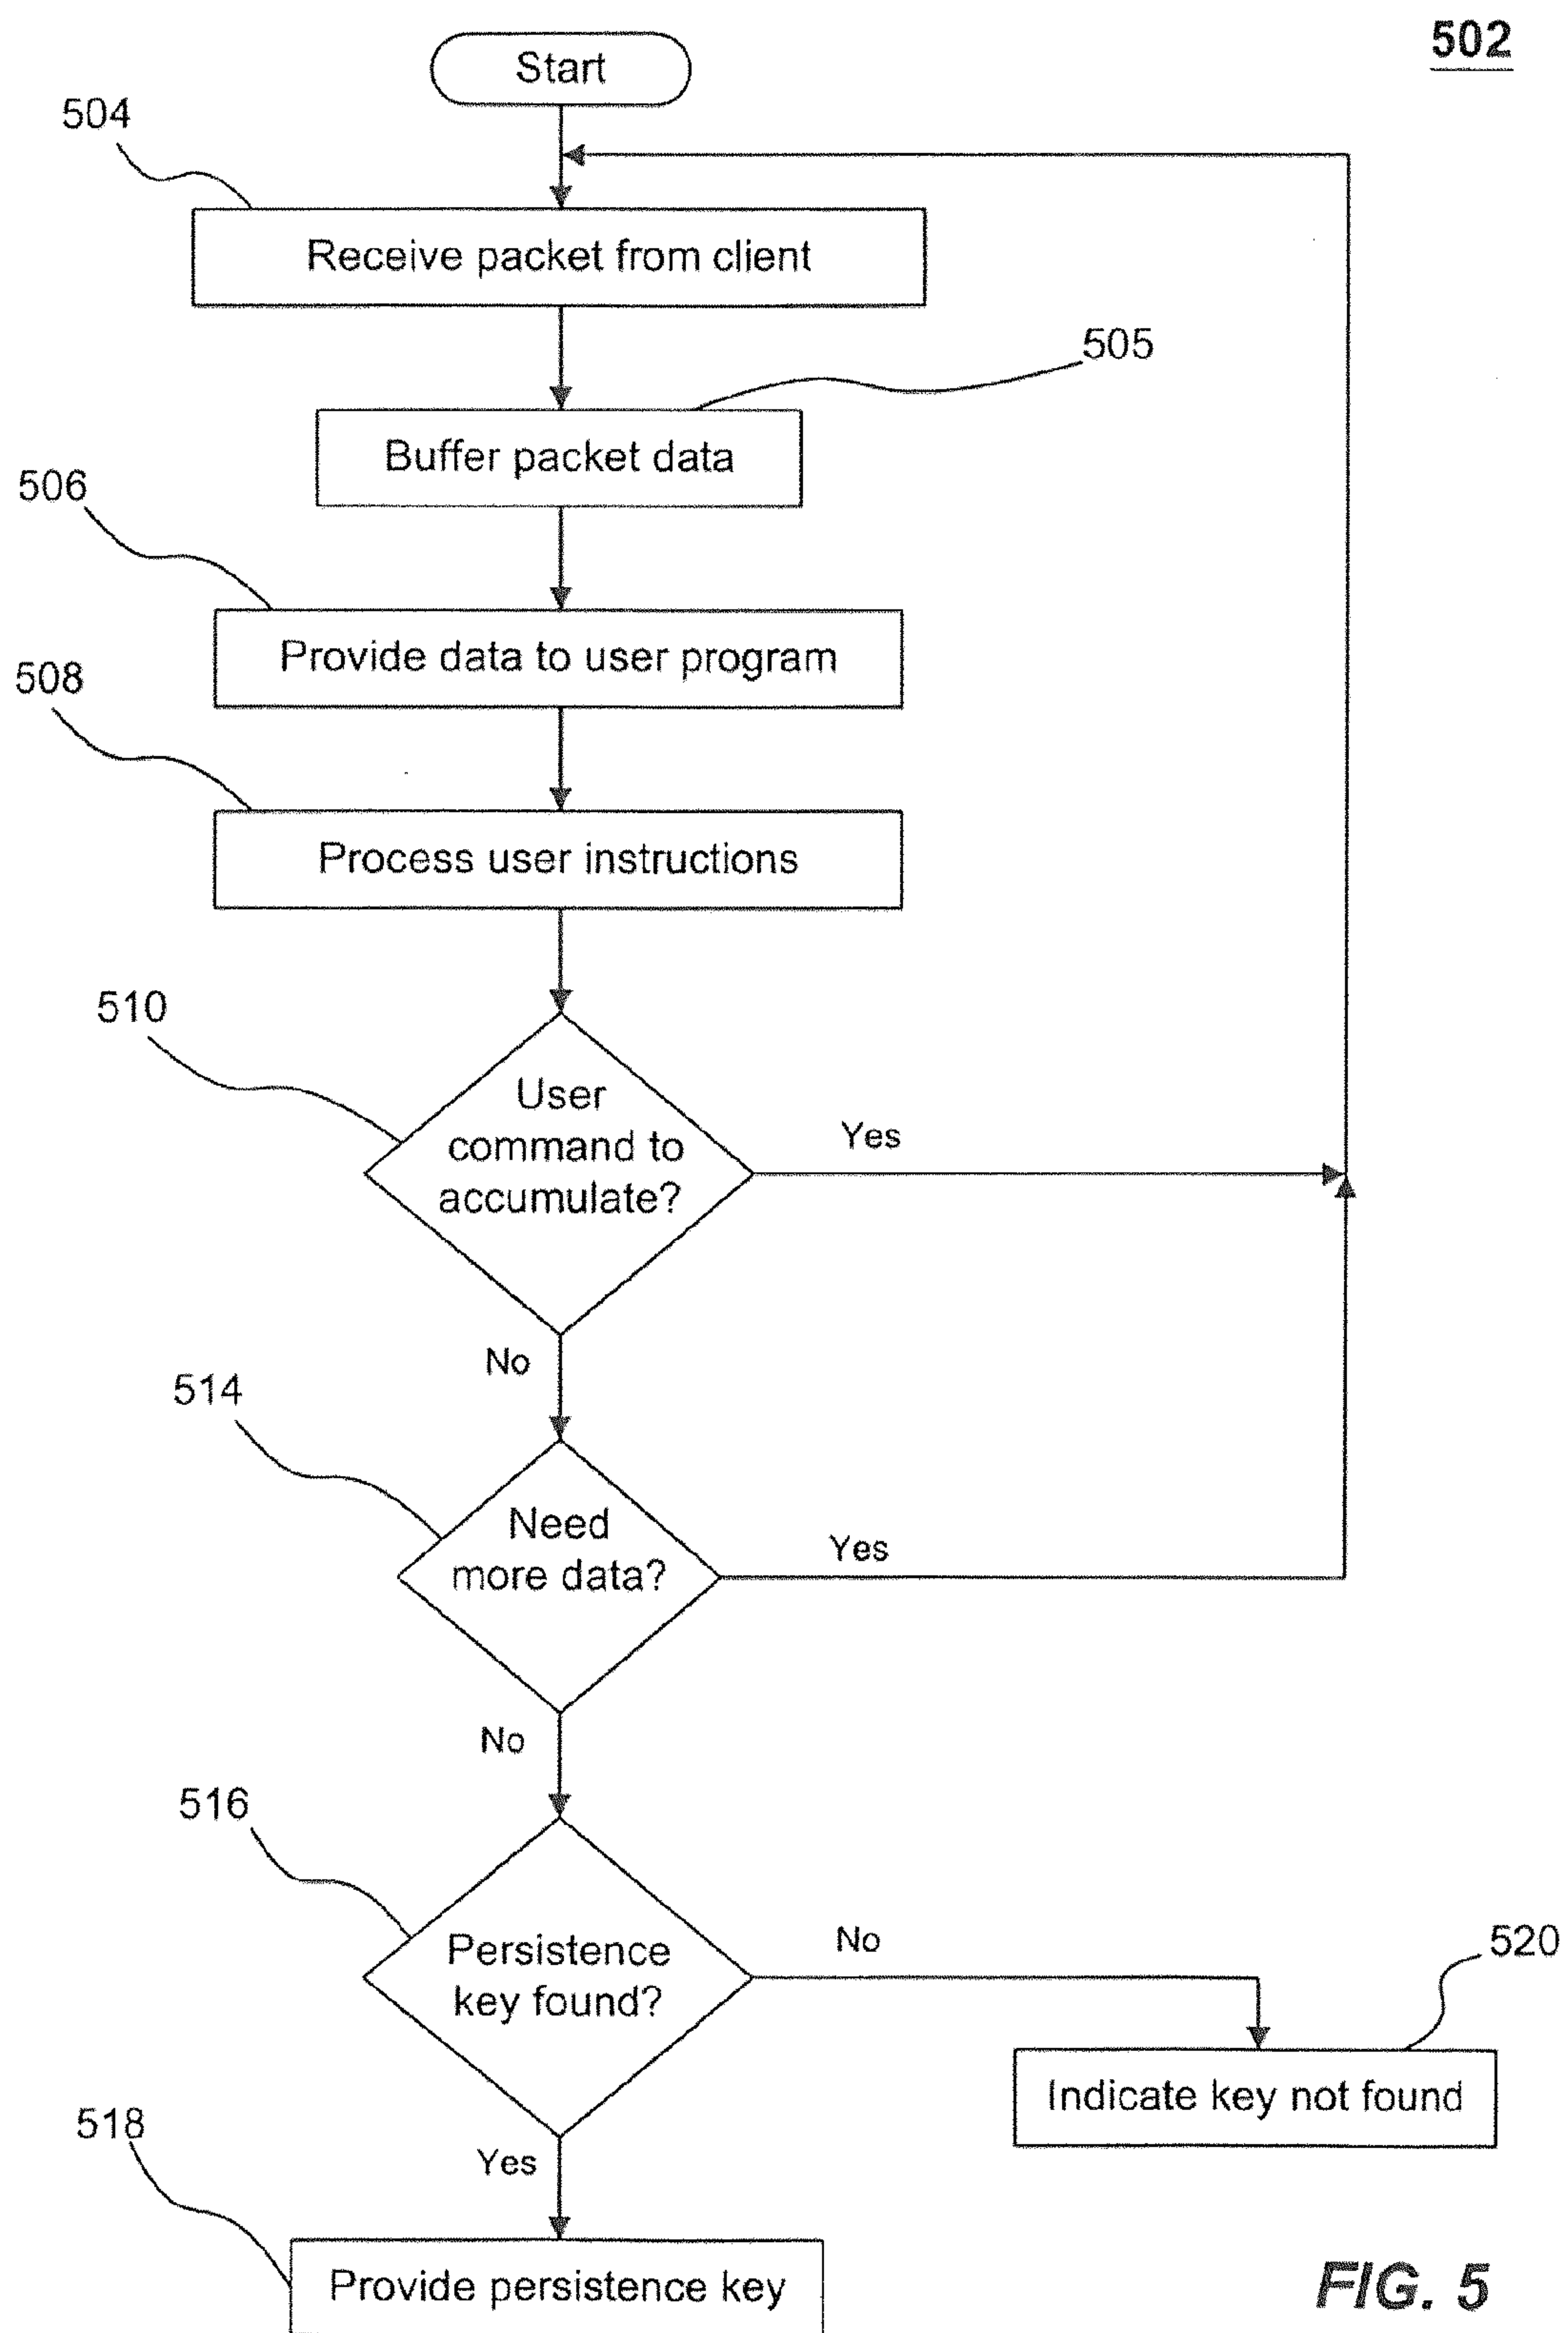 502
Start
504
Receive packet from client
505
Buffer packet data
506
Provide data to user program
508
Process user instructions
510
User
command to
accumulate?
Yes
No
514
Need
more data?
Yes
No
516
Persistence
key found?
No
520
Indicate key not found
Yes
518
Provide persistence key
FIG. 5